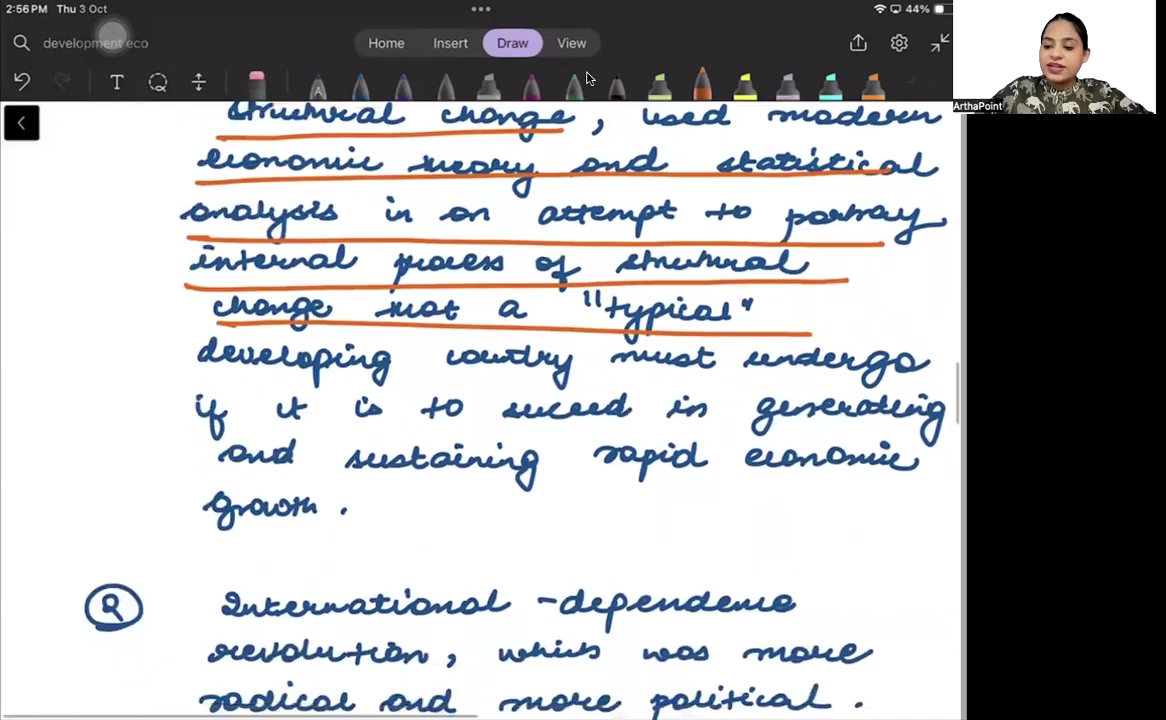 2:56 PM Thu 3 Oct
44%
development eco
Home Insert Draw View
T
A
ArthaPoint
structural change, used modern
economic theory and statistical
analysis in an attempt to portray
internal process of structural
change that a "typical"
developing country must undergo
if it is to succeed in generating
and sustaining rapid economic
growth.
② International-dependence
revolution, which was more
radical and more political.